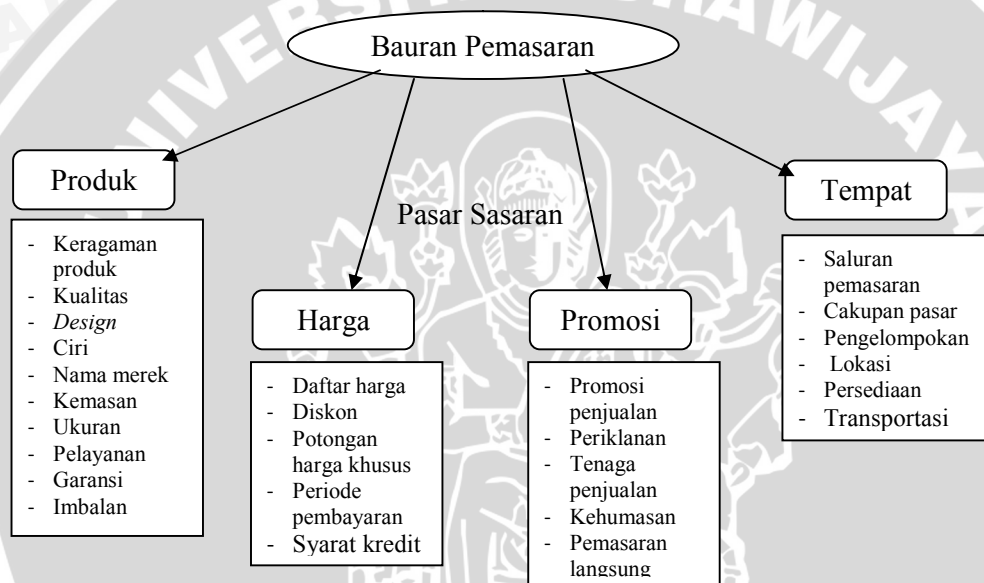 UNIVERSITAS BRAWIJAYA
Bauran Pemasaran
Produk
- Keragaman
produk
- Kualitas
- Design
- Ciri
- Nama merek
- Kemasan
- Ukuran
- Pelayanan
- Garansi
- Imbalan
Pasar Sasaran
Harga
- Daftar harga
- Diskon
- Potongan
harga khusus
- Periode
pembayaran
- Syarat kredit
Promosi
- Promosi
penjualan
- Periklanan
- Tenaga
penjualan
- Kehumasan
- Pemasaran
langsung
Tempat
- Saluran
pemasaran
- Cakupan pasar
- Pengelompokan
- Lokasi
- Persediaan
- Transportasi